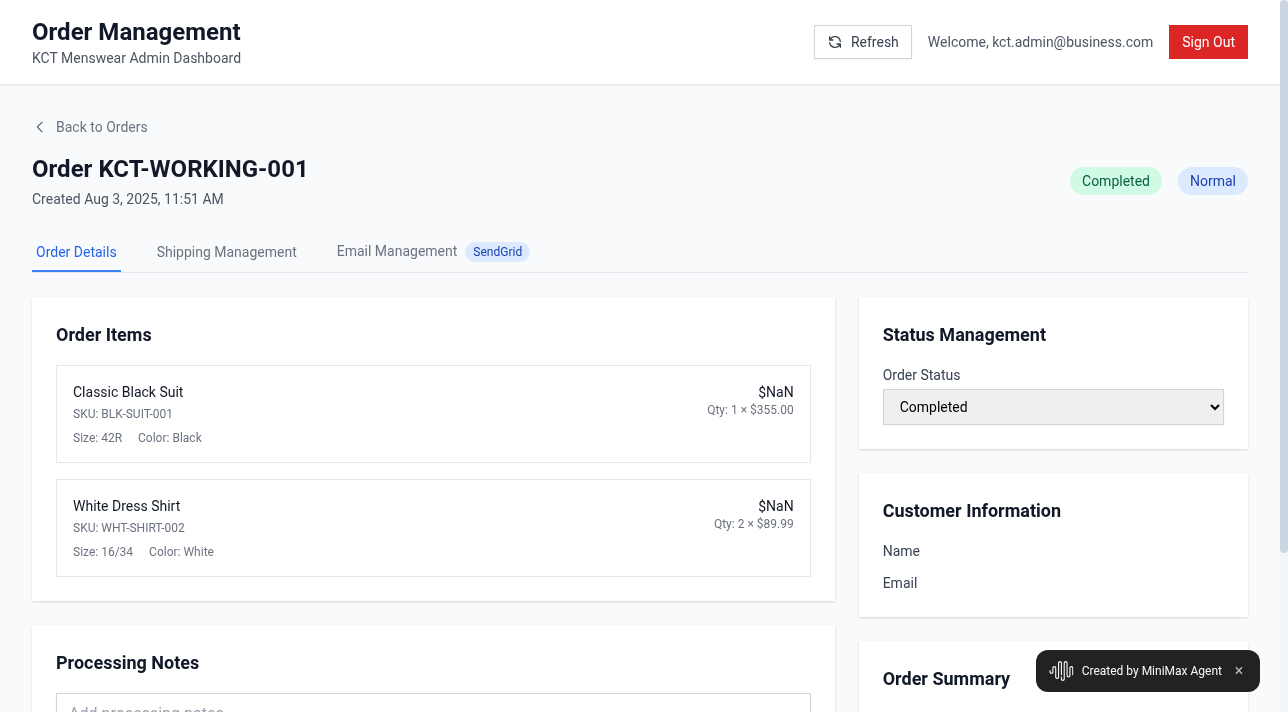 Order Management
KCT Menswear Admin Dashboard
Refresh
Welcome, kct.admin@business.com
Sign Out
Back to Orders
Order KCT-WORKING-001
Created Aug 3, 2025, 11:51 AM
Completed
Normal
Order Details
Shipping Management
Email Management
SendGrid
Order Items
Classic Black Suit
$NaN
SKU: BLK-SUIT-001
Qty: 1 × $355.00
Size: 42R
Color: Black
White Dress Shirt
$NaN
SKU: WHT-SHIRT-002
Qty: 2 × $89.99
Size: 16/34
Color: White
Processing Notes
Add processing notes
Status Management
Order Status
Completed
Customer Information
Name
Email
Order Summary
Created by MiniMax Agent ×